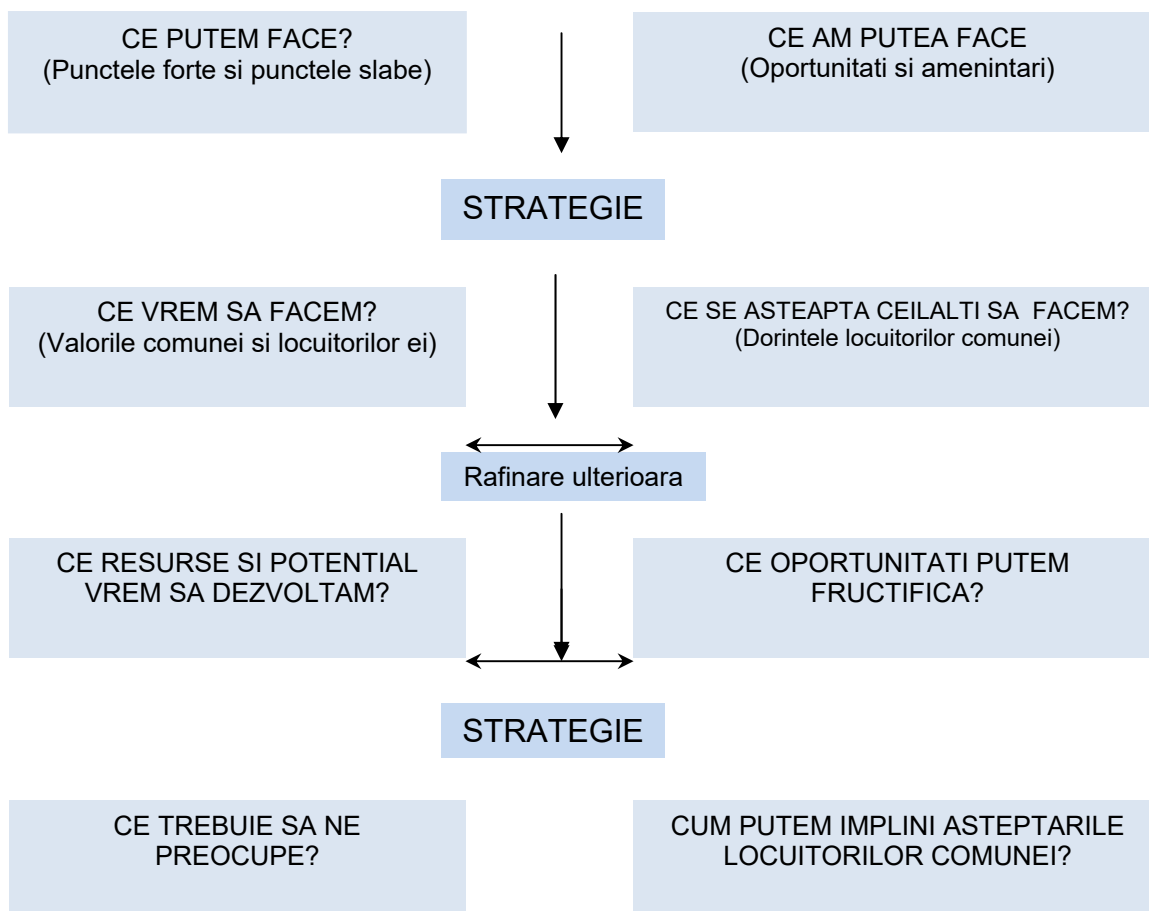 CE PUTEM FACE?
(Punctele forte si punctele slabe)
CE AM PUTEA FACE
(Oportunitati si amenintari)
STRATEGIE
CE VREM SA FACEM?
(Valorile comunei si locuitorilor ei)
CE SE ASTEAPTA CEILALTI SA  FACEM?
(Dorintele locuitorilor comunei)
Rafinare ulterioara
CE RESURSE SI POTENTIAL
VREM SA DEZVOLTAM?
CE OPORTUNITATI PUTEM
FRUCTIFICA?
STRATEGIE
CE TREBUIE SA NE
PREOCUPE?
CUM PUTEM IMPLINI ASTEPTARILE
LOCUITORILOR COMUNEI?